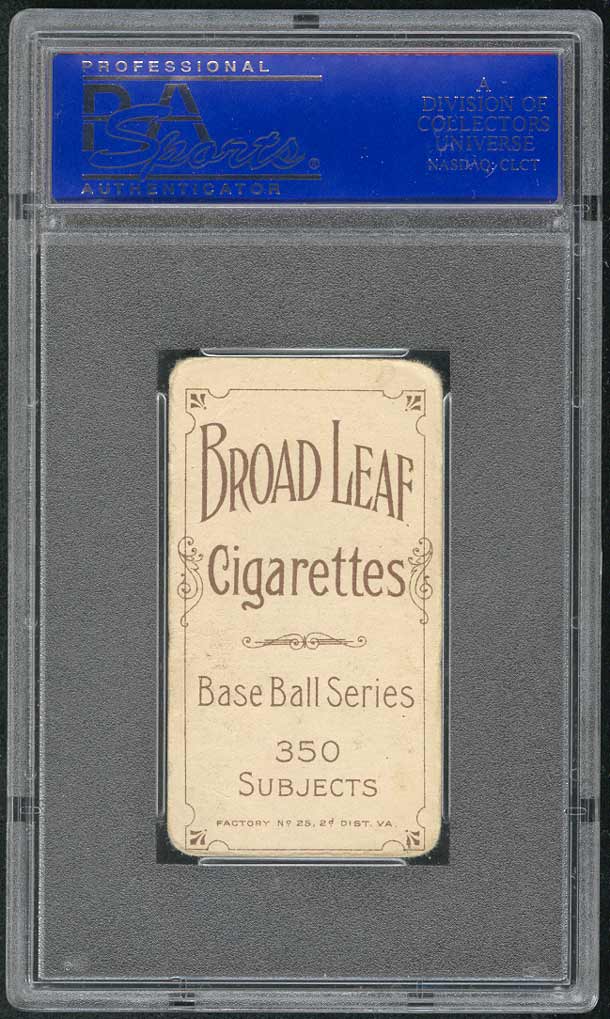 PROFESSIONAL
PSA
Sports®
AUTHENTICATOR
A
DIVISION OF
COLLECTORS
UNIVERSE
NASDAQ: CLCT
BROAD LEAF
Cigarettes
Base Ball Series
350
SUBJECTS
FACTORY Nº 25, 2d DIST. VA.